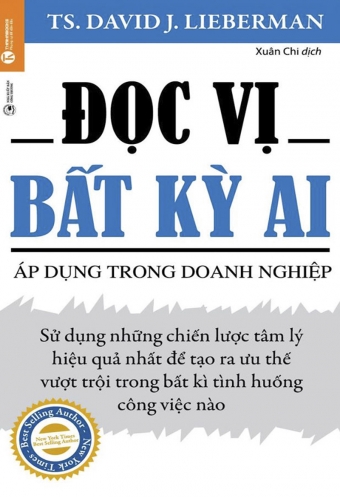 TS. DAVID J. LIEBERMAN
Xuân Chi dịch
ĐỌC VỊ
BẤT KỲ AI
ÁP DỤNG TRONG DOANH NGHIỆP
Sử dụng những chiến lược tâm lý
hiệu quả nhất để tạo ra ưu thế
vượt trội trong bất kì tình huống
công việc nào
Best Selling Author
New York Times
Best Selling Author
New York Times